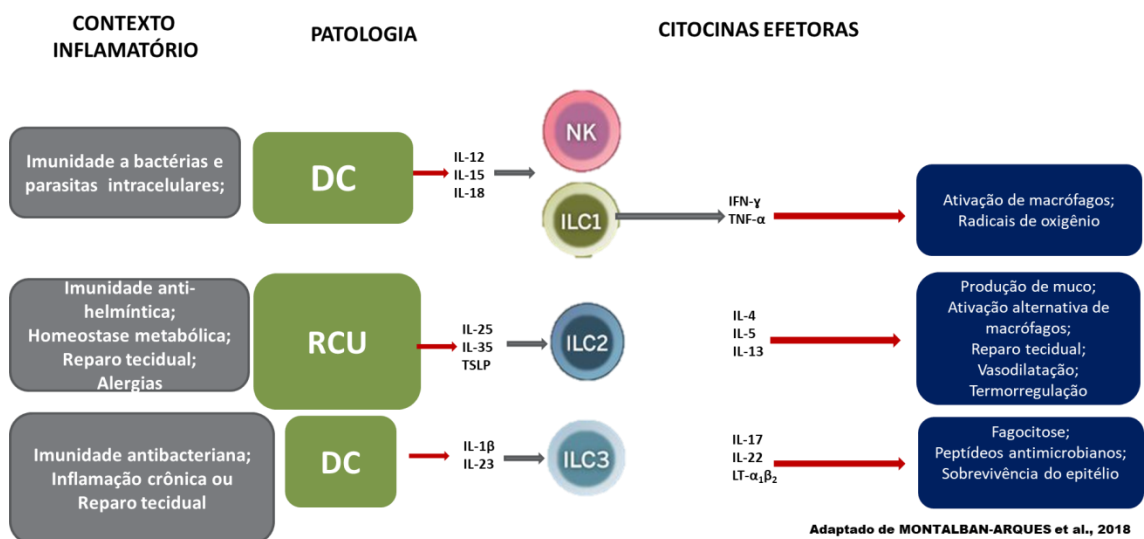 CONTEXTO
INFLAMATÓRIO
PATOLOGIA
CITOCINAS EFETORAS
Imunidade a bactérias e
parasitas intracelulares;
DC
IL-12
IL-15
IL-18
NK
ILC1
IFN-ɣ
TNF-α
Ativação de macrófagos;
Radicais de oxigênio
Imunidade anti-
helmíntica;
Homeostase metabólica;
Reparo tecidual;
Alergias
RCU
IL-25
IL-35
TSLP
ILC2
IL-4
IL-5
IL-13
Produção de muco;
Ativação alternativa de
macrófagos;
Reparo tecidual;
Vasodilatação;
Termorregulação
Imunidade antibacteriana;
Inflamação crônica ou
Reparo tecidual
DC
IL-1β
IL-23
ILC3
IL-17
IL-22
LT-α₁β₂
Fagocitose;
Peptídeos antimicrobianos;
Sobrevivência do epitélio
Adaptado de MONTALBAN-ARQUES et al., 2018